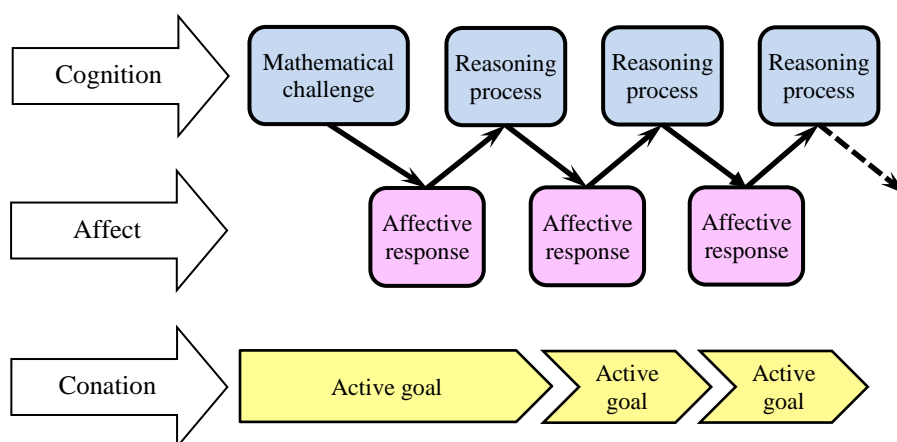 Cognition
Mathematical
challenge
Reasoning
process
Reasoning
process
Reasoning
process
Affect
Affective
response
Affective
response
Affective
response
Conation
Active goal
Active
goal
Active
goal